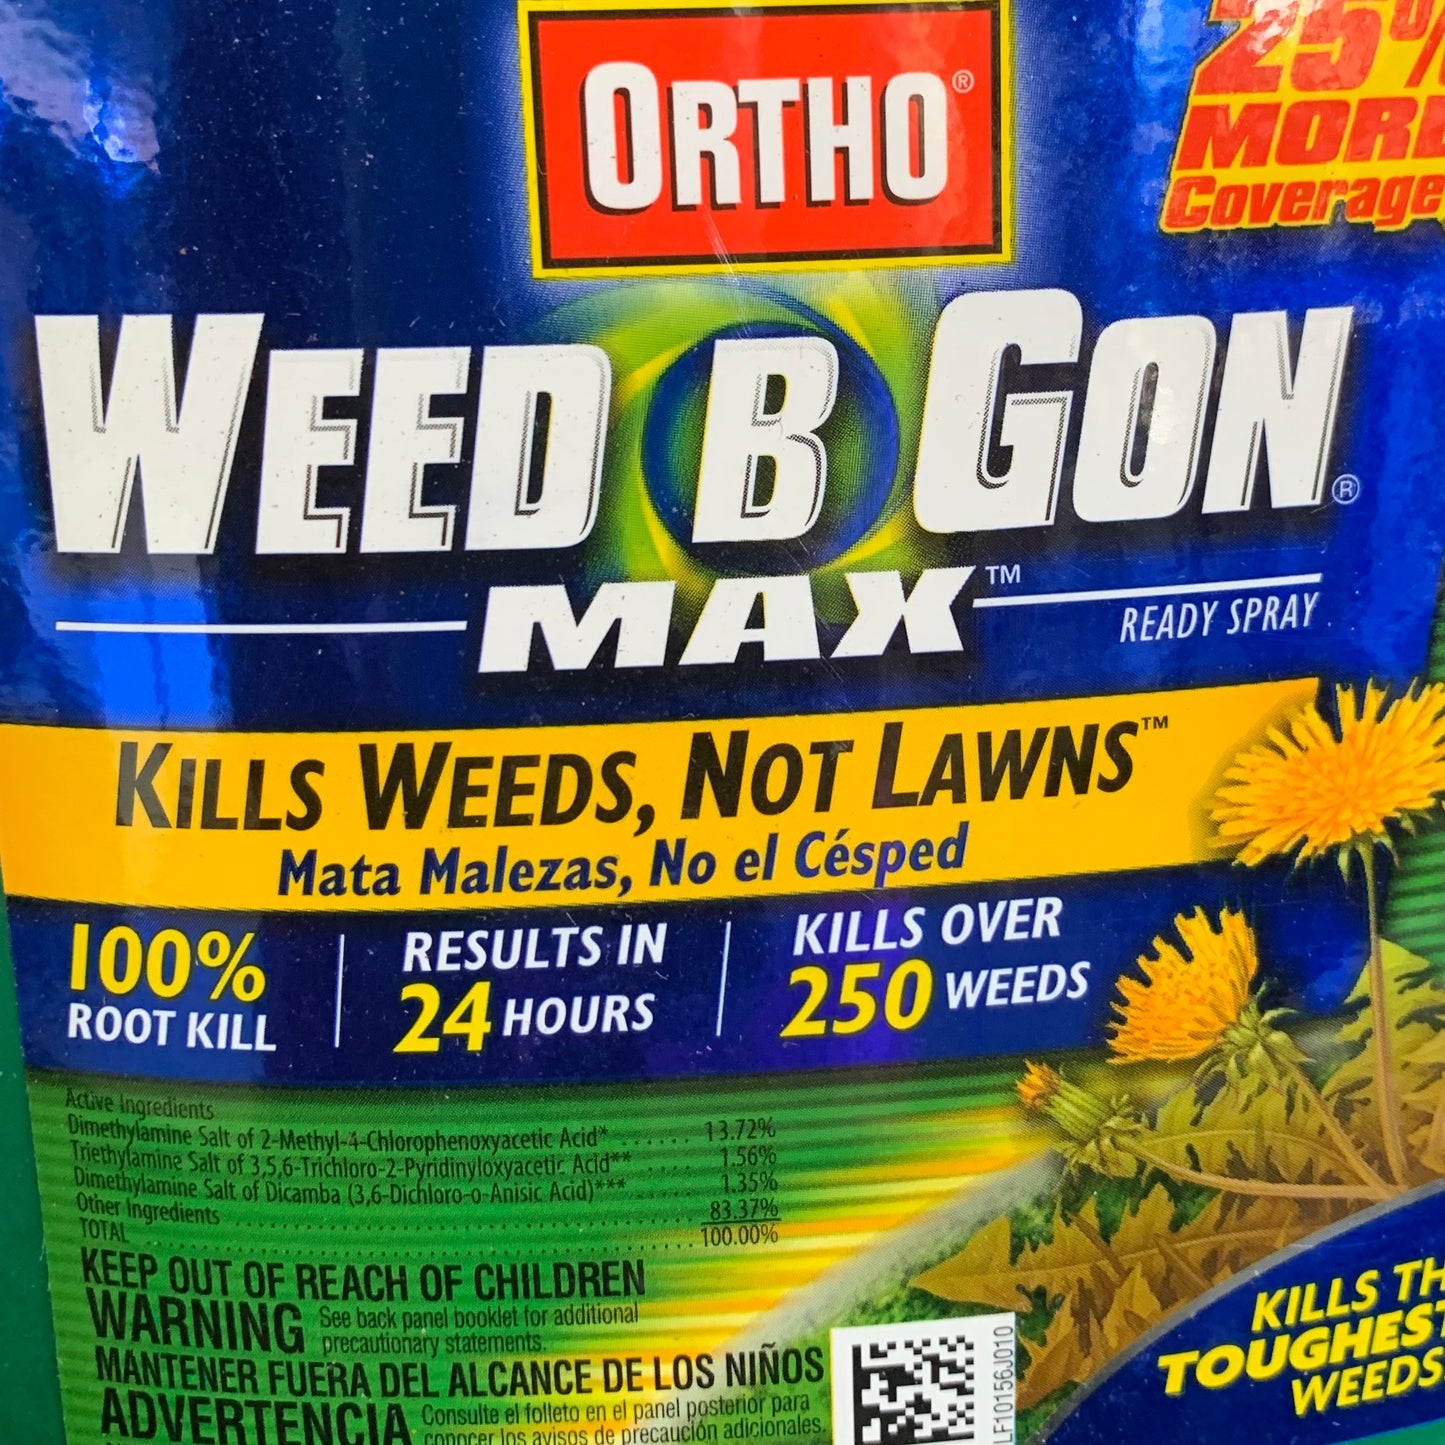 ORTHO®
25%
MORE
Coverage
WEED B GON®
MAX™
READY SPRAY
KILLS WEEDS, NOT LAWNS™
Mata Malezas, No el Césped
100%
ROOT KILL
RESULTS IN
24 HOURS
KILLS OVER
250 WEEDS
Active Ingredients
Dimethylamine Salt of 2-Methyl-4-Chlorophenoxyacetic Acid* ...... 13.72%
Triethylamine Salt of 3,5,6-Trichloro-2-Pyridinyloxyacetic Acid** .... 1.56%
Dimethylamine Salt of Dicamba (3,6-Dichloro-o-Anisic Acid)*** ...... 1.35%
Other Ingredients ...... 83.37%
TOTAL ...... 100.00%
KEEP OUT OF REACH OF CHILDREN
WARNING See back panel booklet for additional
precautionary statements.
MANTENER FUERA DEL ALCANCE DE LOS NIÑOS
ADVERTENCIA Consulte el folleto en el panel posterior para
conocer los avisos de precaución adicionales.
LF10156J010
KILLS TH
TOUGHEST
WEEDS